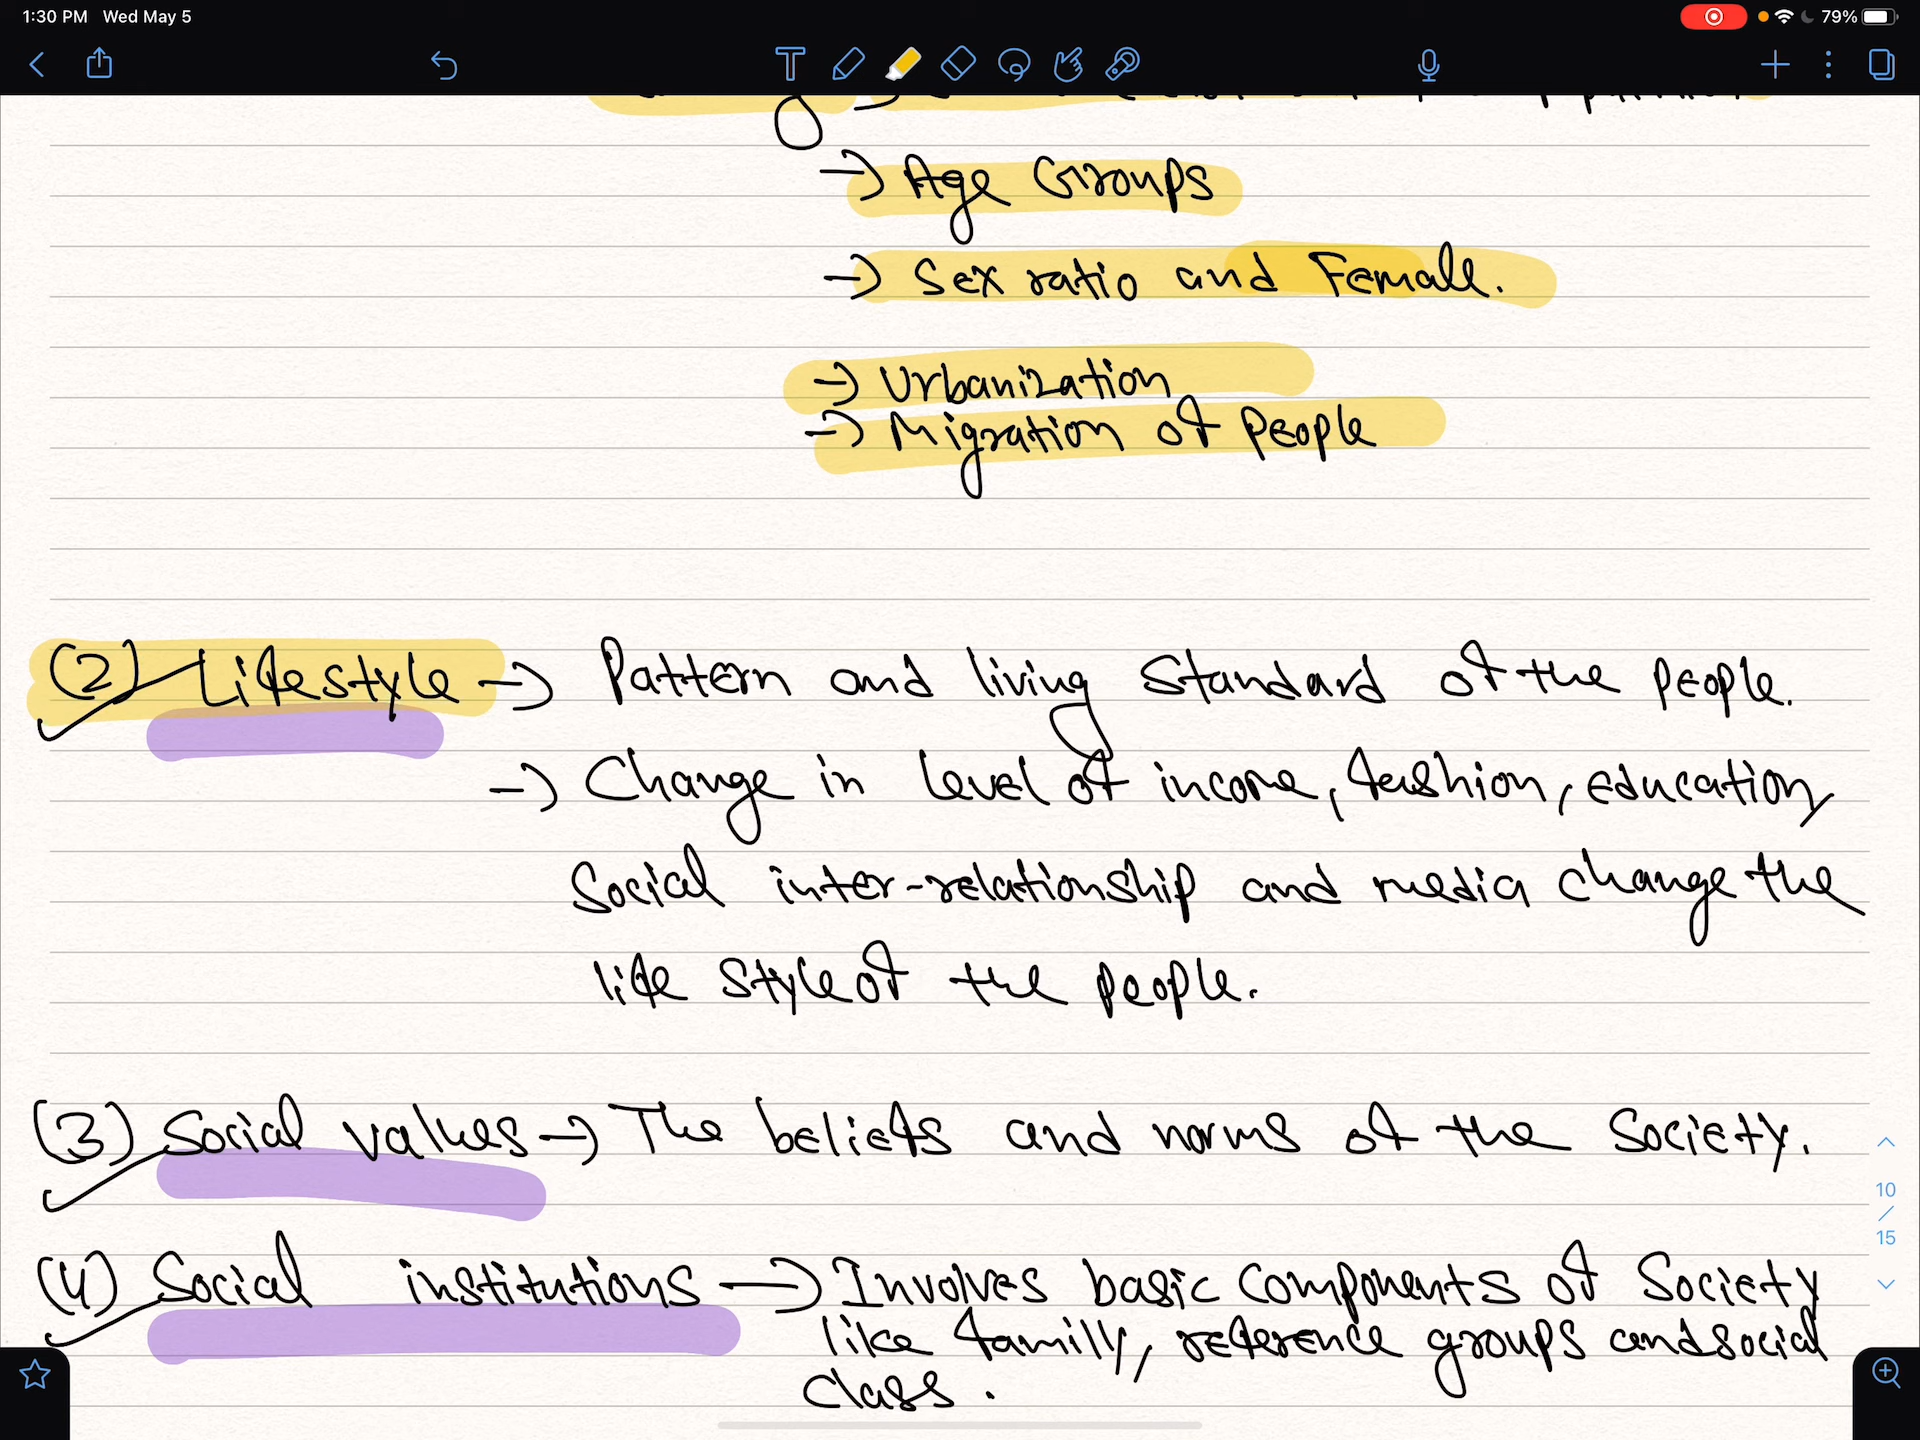 1:30 PM Wed May 5
79%
-> Age Groups
-> Sex ratio and Female.
-> Urbanization
-> Migration of People
(2) Lifestyle -> Pattern and living Standard of the people.
-> Change in level of income, fashion, education,
Social inter-relationship and media change the
life style of the people.
(3) Social values -> The beliefs and norms of the Society.
(4) Social institutions -> Involves basic components of Society
like family, reference groups and social
class.
10
/
15